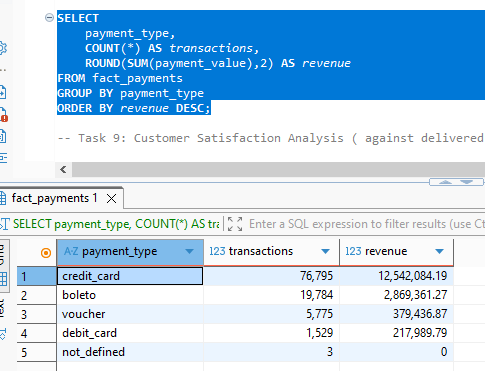 SELECT
payment_type,
COUNT(*) AS transactions,
ROUND(SUM(payment_value),2) AS revenue
FROM fact_payments
GROUP BY payment_type
ORDER BY revenue DESC;
-- Task 9: Customer Satisfaction Analysis ( against delivered
fact_payments 1
SELECT payment_type, COUNT(*) AS tra Enter a SQL expression to filter results (use Ct
A-Z payment_type 123 transactions 123 revenue
1 credit_card 76,795 12,542,084.19
2 boleto 19,784 2,869,361.27
3 voucher 5,775 379,436.87
4 debit_card 1,529 217,989.79
5 not_defined 3 0